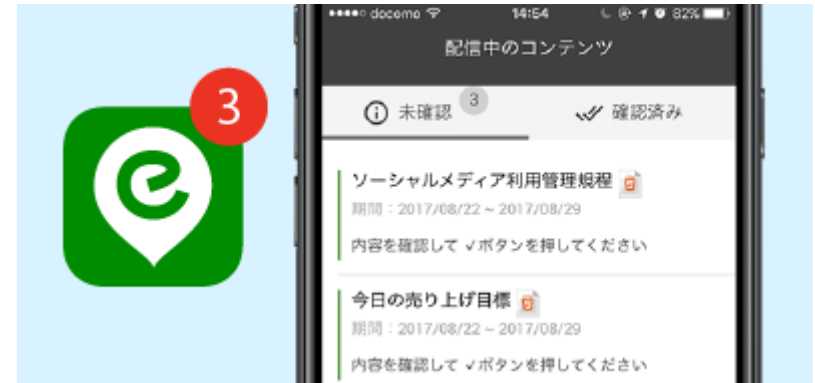 3
docomo 14:54 82%
配信中のコンテンツ
未確認 3 確認済み
ソーシャルメディア利用管理規程
期間：2017/08/22 ~ 2017/08/29
内容を確認して ✓ボタンを押してください
今日の売り上げ目標
期間：2017/08/22 ~ 2017/08/29
内容を確認して ✓ボタンを押してください